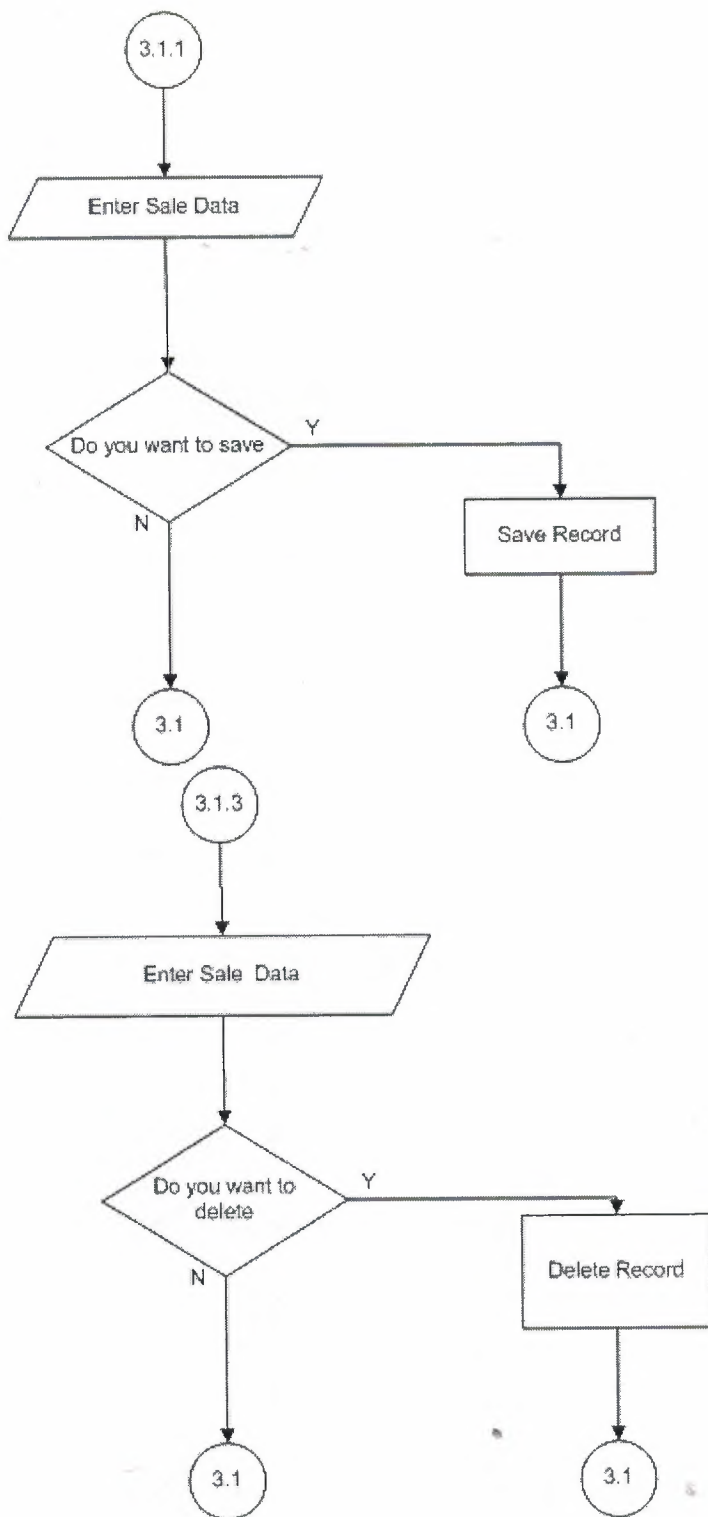 3.1.1
Enter Sale Data
Do you want to save
Y
N
Save Record
3.1
3.1
3.1.3
Enter Sale Data
Do you want to
delete
Y
N
Delete Record
3.1
3.1